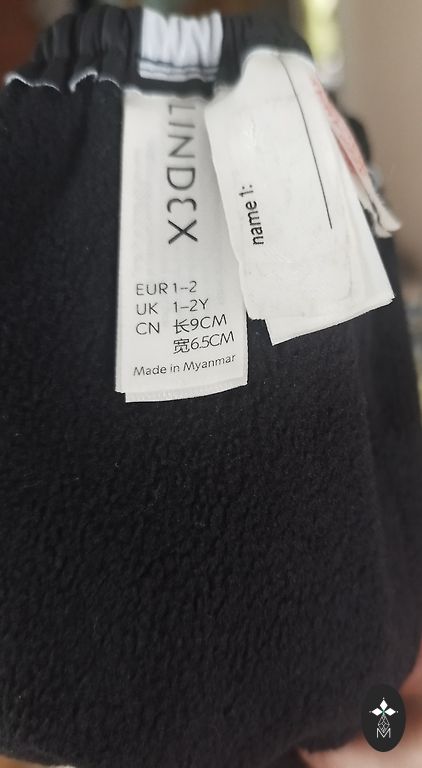 LINDEX
EUR 1–2
UK 1–2Y
CN 长9CM
宽6.5CM
Made in Myanmar
name 1:
M